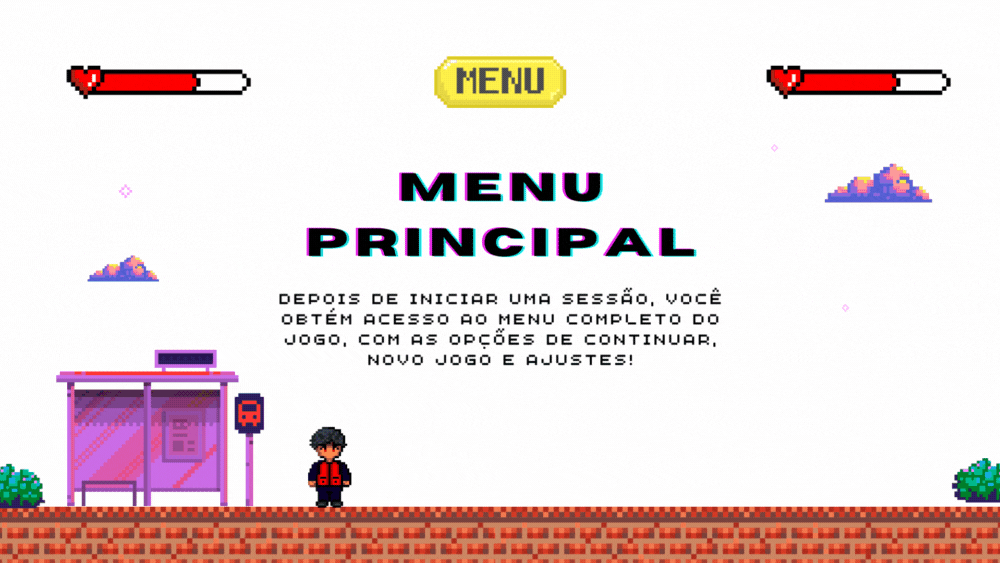 MENU
MENU
PRINCIPAL
DEPOIS DE INICIAR UMA SESSÃO, VOCÊ
OBTÉM ACESSO AO MENU COMPLETO DO
JOGO, COM AS OPÇÕES DE CONTINUAR,
NOVO JOGO E AJUSTES!